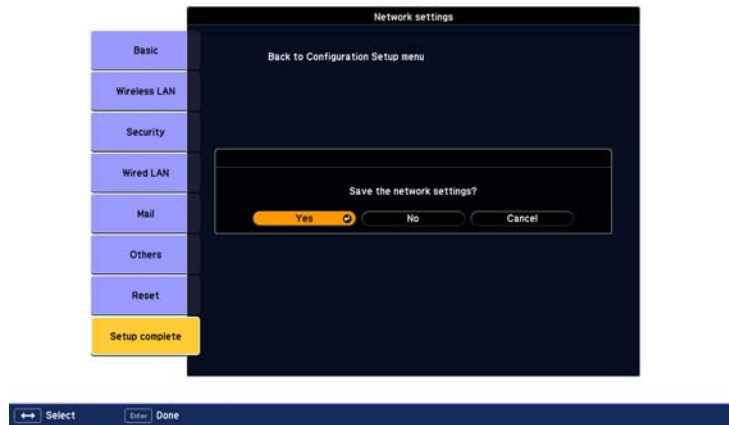 Network settings
Basic
Back to Configuration Setup menu
Wireless LAN
Security
Wired LAN
Save the network settings?
Mail
Yes No Cancel
Others
Reset
Setup complete
Select Enter Done